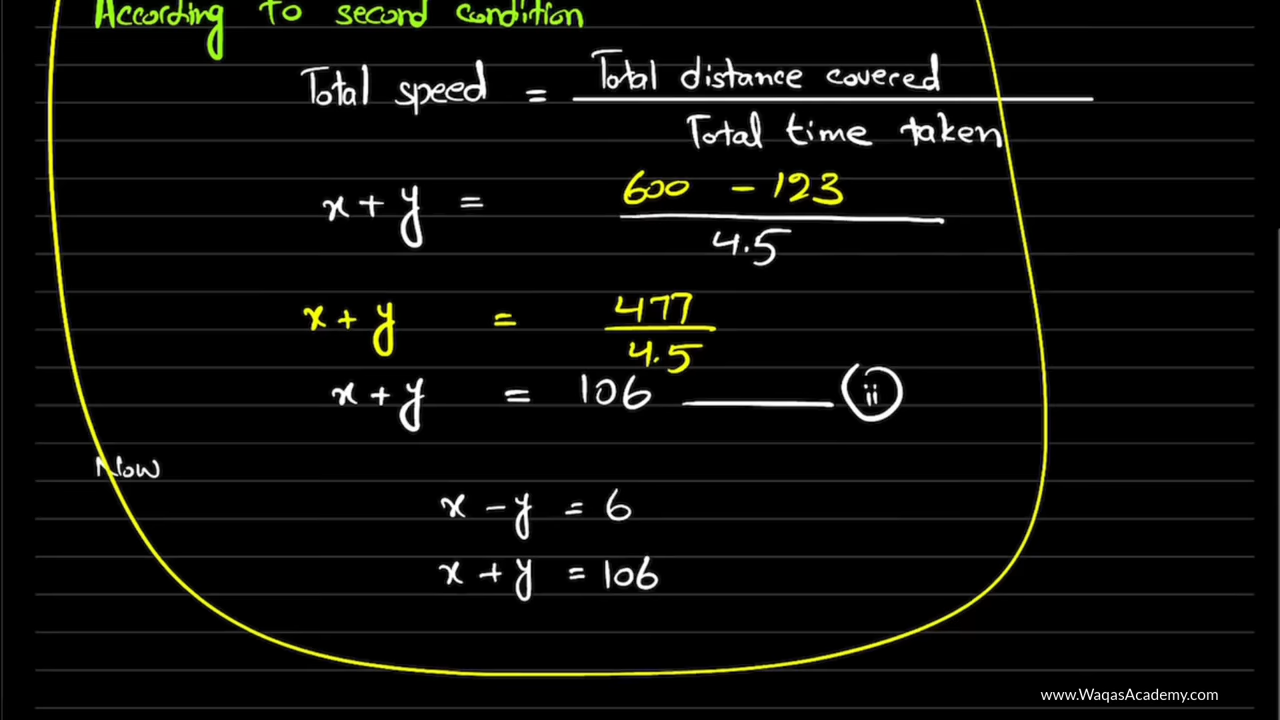 According To second condition
Total speed = Total distance covered
Total time taken
x + y = 600 - 123
4.5
x + y = 477
4.5
x + y = 106 ——— ii
Now
x - y = 6
x + y = 106
www.WaqasAcademy.com